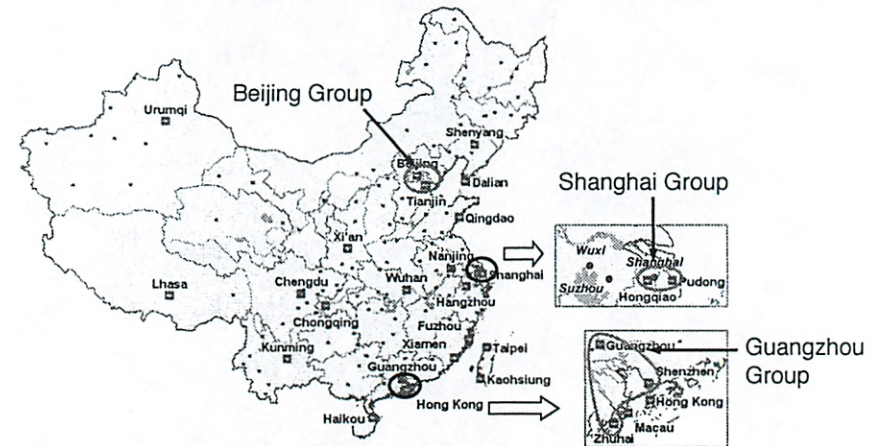 Beijing Group
Urumqi
Shenyang
Beijing
Dalian
Tianjin
Qingdao
Shanghai Group
Xi'an
Nanjing
Shanghai
Wuxi
Shanghai
Suzhou
Pudong
Hongqiao
Lhasa
Chengdu
Wuhan
Hangzhou
Chongqing
Fuzhou
Kunming
Xiamen
Taipei
Guangzhou
Kaohsiung
Haikou
Hong Kong
Guangzhou
Shenzhen
Hong Kong
Macau
Zhuhai
Guangzhou
Group